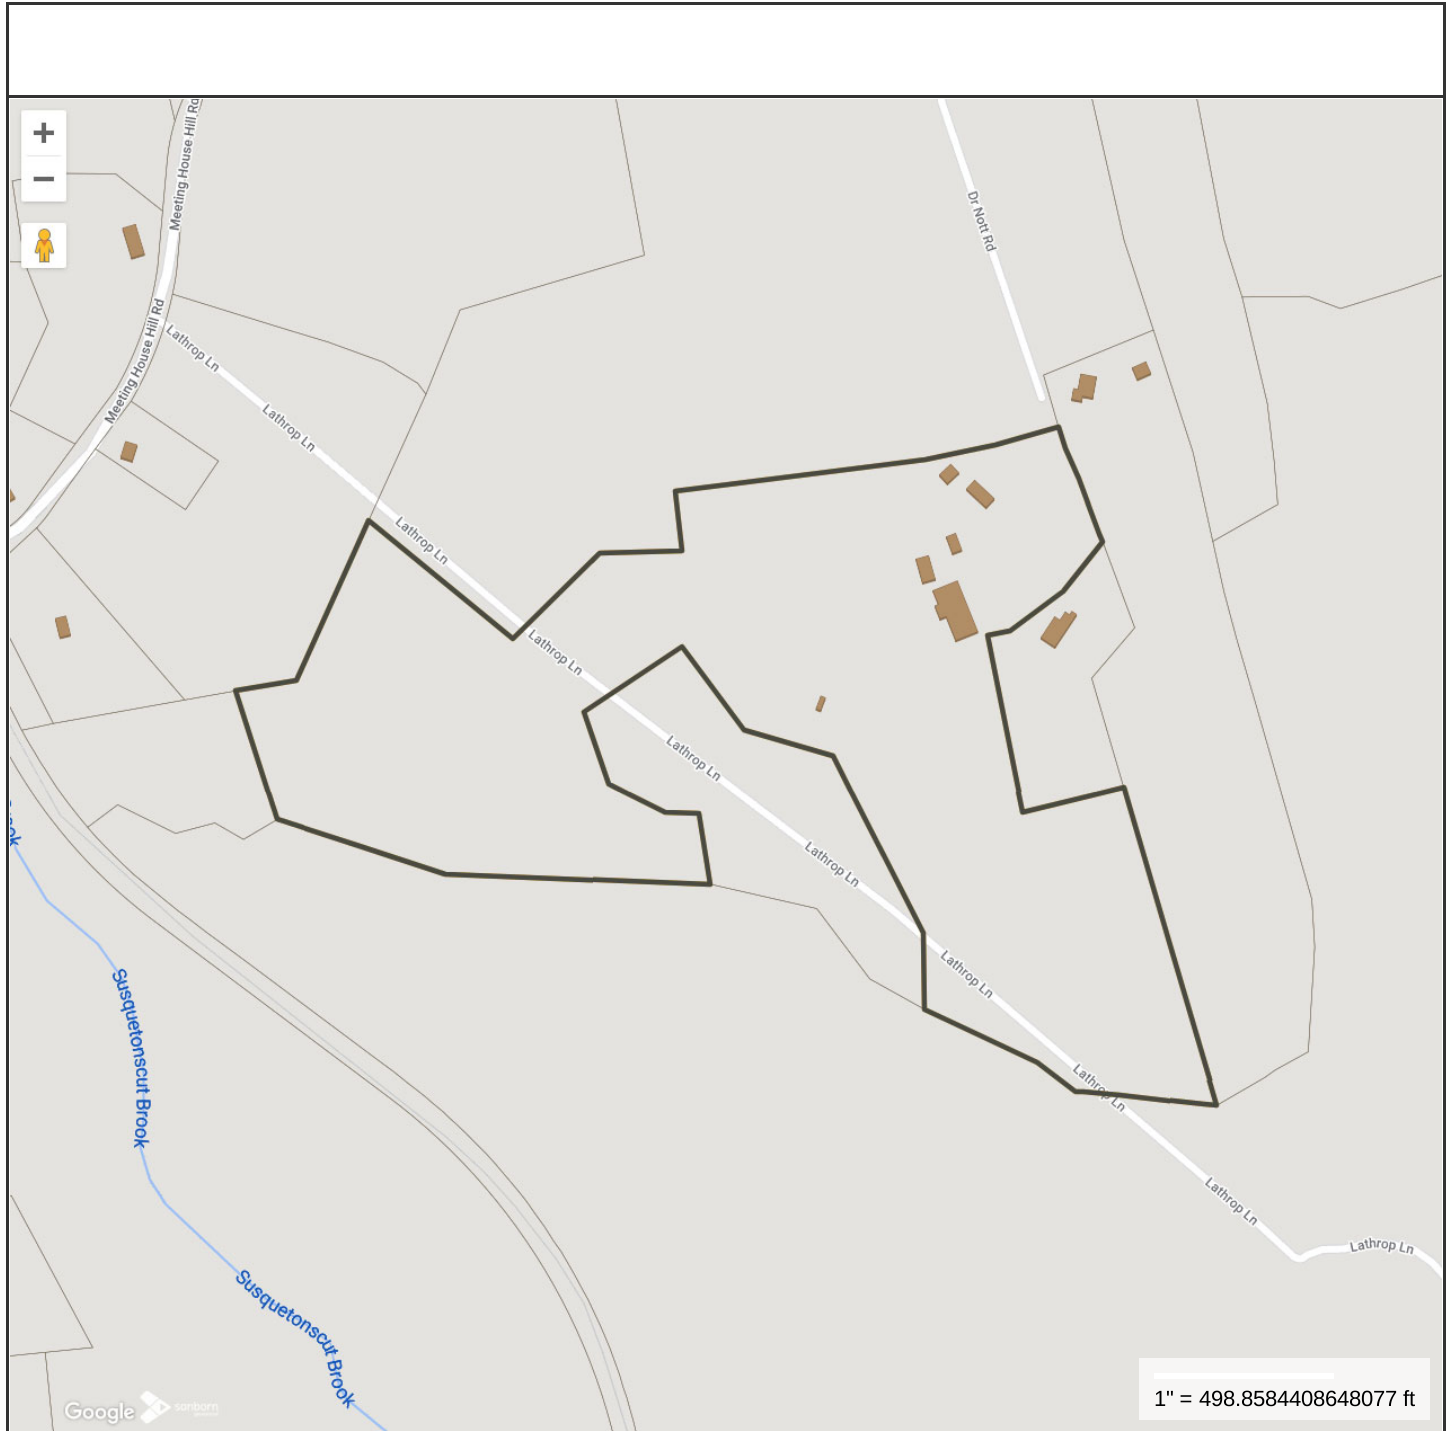 Meeting House Hill Rd
Dr Nott Rd
Meeting House Hill Rd
Lathrop Ln
Lathrop Ln
Lathrop Ln
Lathrop Ln
Lathrop Ln
Lathrop Ln
Lathrop Ln
Lathrop Ln
Lathrop Ln
Lathrop Ln
Susquetonscut Brook
Susquetonscut Brook
Google
sanborn
1" = 498.8584408648077 ft